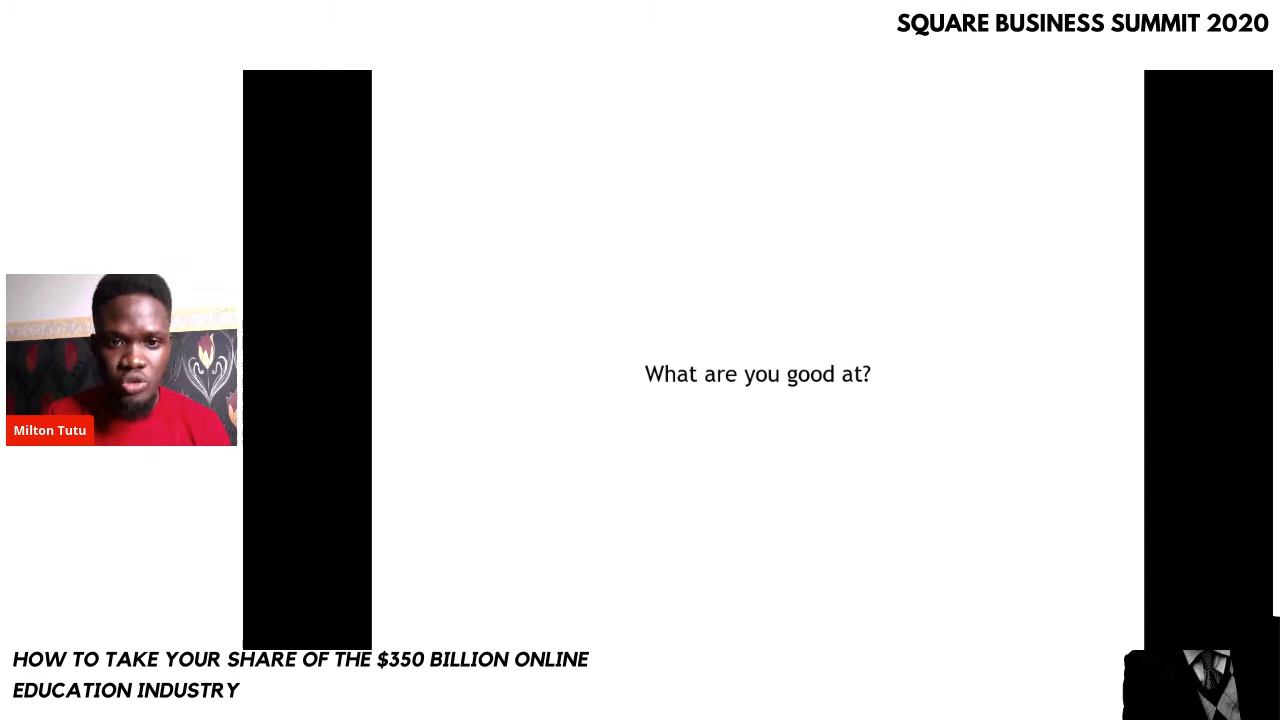 SQUARE BUSINESS SUMMIT 2020
What are you good at?
Milton Tutu
HOW TO TAKE YOUR SHARE OF THE $350 BILLION ONLINE
EDUCATION INDUSTRY